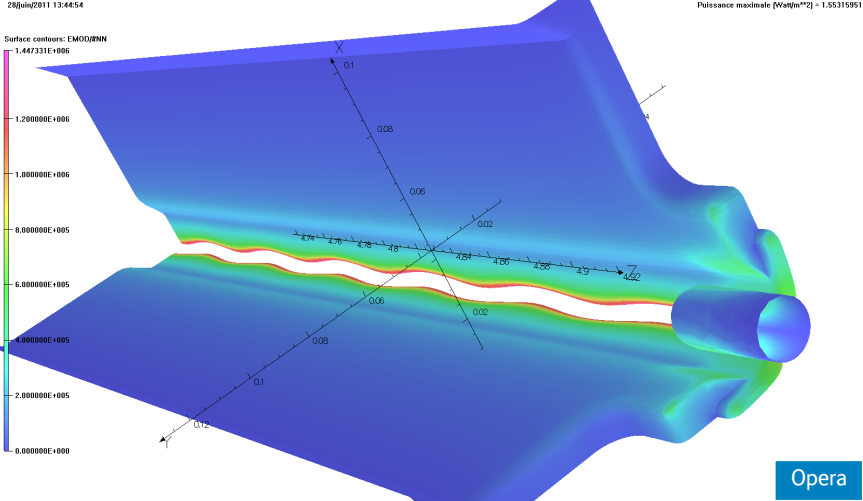 28/juin/2011 13:44:54
Puissance maximale (Watt/m**2) = 1.55315951
Surface contours: EMOD/#NN
1.447331E+006
1.200000E+006
1.000000E+006
8.000000E+005
6.000000E+005
4.000000E+005
2.000000E+005
0.000000E+000
X
0.1
0.08
0.06
0.02
4.74
4.76
4.78
4.8
4.84
4.86
4.88
4.9
4.92
Z
0.02
0.06
0.08
0.1
0.12
Y
Opera